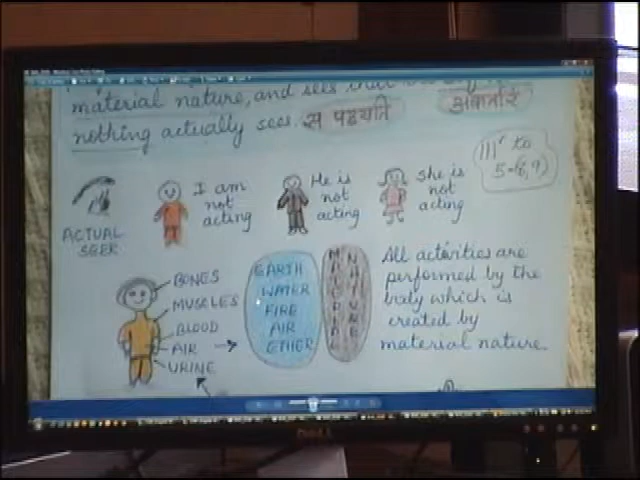 material nature, and sees that the
nothing actually sees. स पश्यति अकर्तारं
|||ˡʸ to
5-(8,9)
ACTUAL
SEER
I am
not
acting
He is
not
acting
She is
not
acting
BONES
MUSCLES
BLOOD
AIR
URINE
EARTH
WATER
FIRE
AIR
ETHER
MATERIAL
NATURE
All activities are
performed by the
body which is
created by
material nature.
DELL